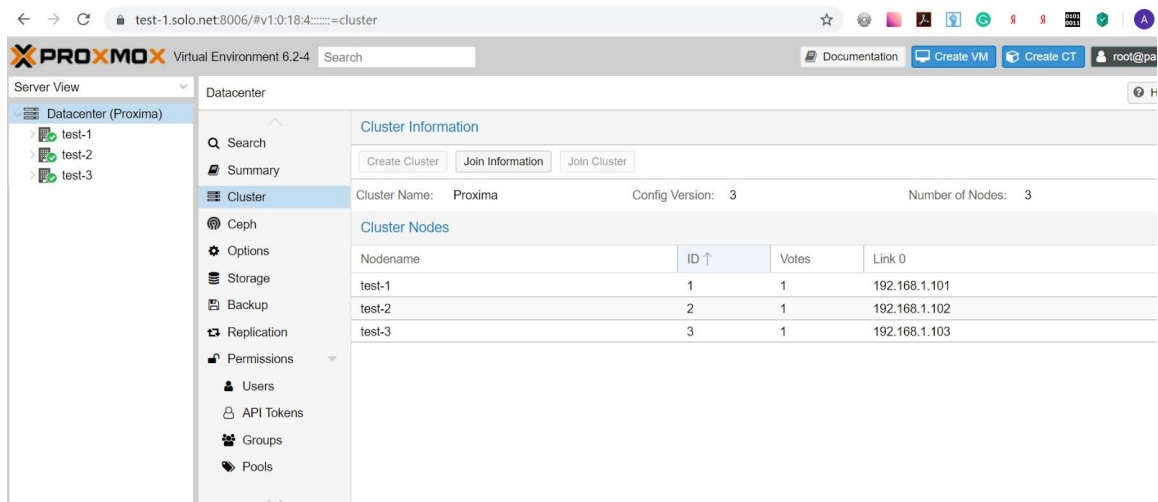 test-1.solo.net:8006/#v1:0:18:4:::::::=cluster
Я Я 0101 0011 A
PROXMOX Virtual Environment 6.2-4 Search Documentation Create VM Create CT root@pa
Server View
Datacenter (Proxima)
test-1
test-2
test-3
Datacenter
H
Search
Summary
Cluster
Ceph
Options
Storage
Backup
Replication
Permissions
Users
API Tokens
Groups
Pools
Cluster Information
Create Cluster Join Information Join Cluster
Cluster Name: Proxima Config Version: 3 Number of Nodes: 3
Cluster Nodes
Nodename ID Votes Link 0
test-1 1 1 192.168.1.101
test-2 2 1 192.168.1.102
test-3 3 1 192.168.1.103